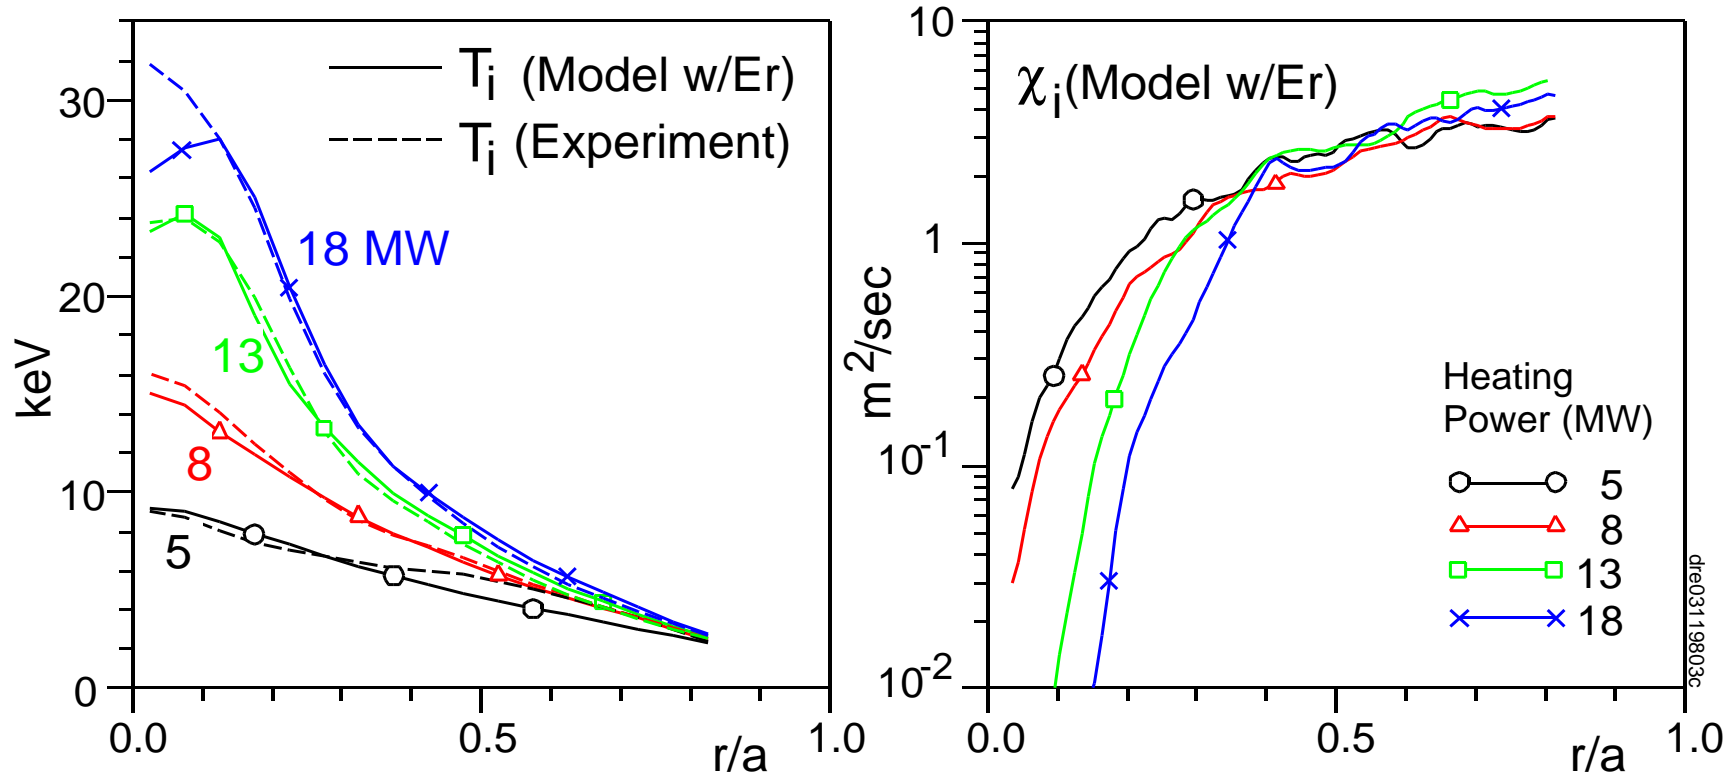 30
20
10
0
keV
0.0
0.5
1.0
r/a
Ti (Model w/Er)
Ti (Experiment)
18 MW
13
8
5
10
1
10-1
10-2
m2/sec
0.0
0.5
1.0
r/a
χi(Model w/Er)
Heating
Power (MW)
5
8
13
18
dre03119803c